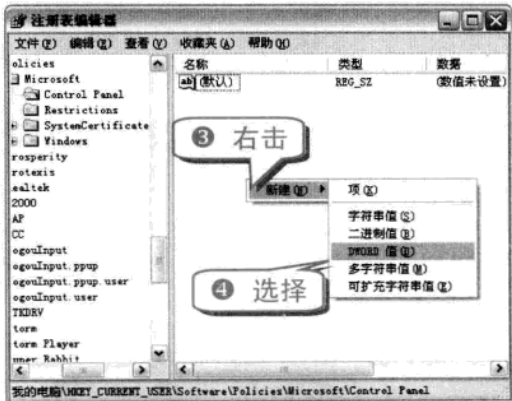 注册表编辑器
文件(F) 编辑(E) 查看(V) 收藏夹(A) 帮助(H)
olicies
Microsoft
Control Panel
Restrictions
SystemCertificate
Windows
rosperity
rotexis
ealtek
2000
AP
CC
ogouInput
ogouInput.ppup
ogouInput.ppup.user
ogouInput.user
TKDRV
torm
torm Player
uper Rabbit
名称 类型 数据
ab (默认) REG_SZ (数值未设置)
❸ 右击
新建(N)
项(K)
字符串值(S)
二进制值(B)
DWORD 值(D)
多字符串值(M)
可扩充字符串值(E)
❹ 选择
我的电脑\HKEY_CURRENT_USER\Software\Policies\Microsoft\Control Panel